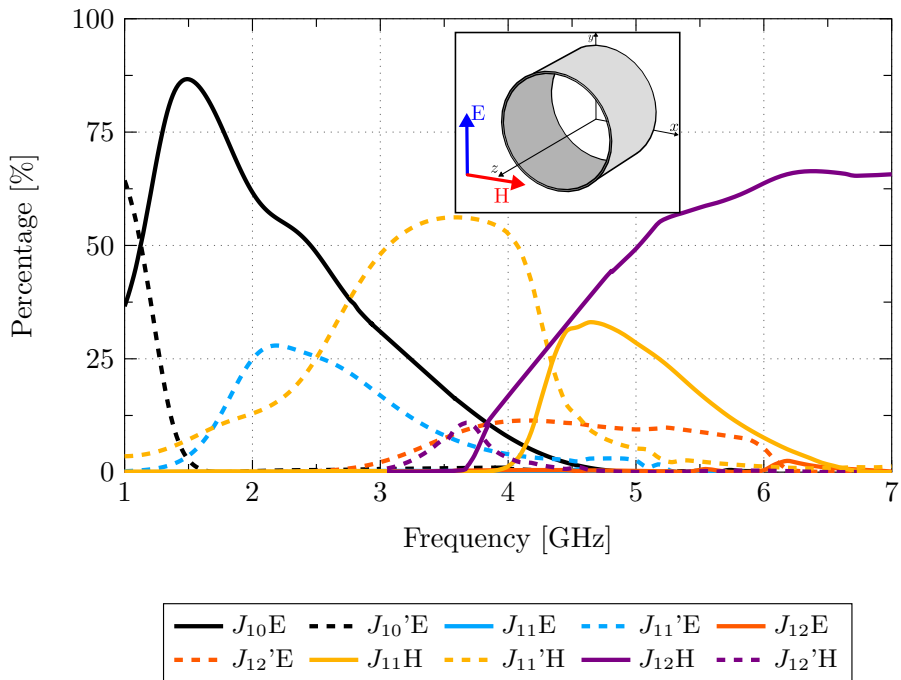 100
75
50
25
0
Percentage [%]
y
x
z
E
H
1 2 3 4 5 6 7
Frequency [GHz]
J₁₀E J₁₀’E J₁₁E J₁₁’E J₁₂E
J₁₂’E J₁₁H J₁₁’H J₁₂H J₁₂’H